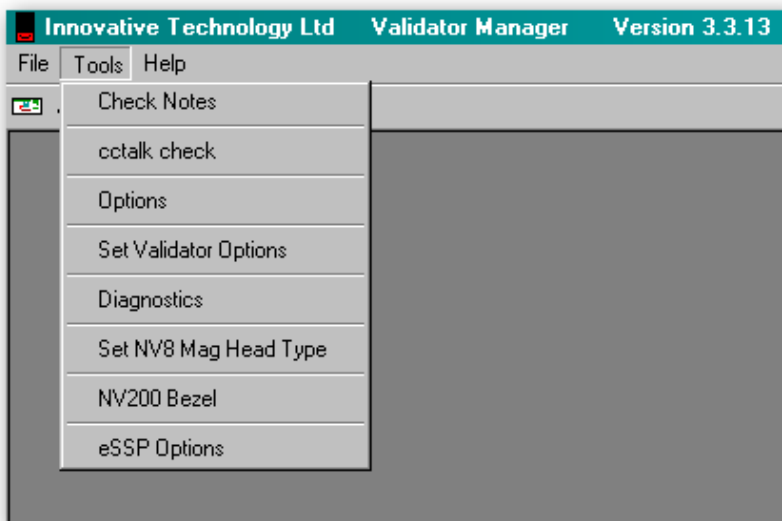 Innovative Technology Ltd Validator Manager Version 3.3.13
File Tools Help
Check Notes
cctalk check
Options
Set Validator Options
Diagnostics
Set NV8 Mag Head Type
NV200 Bezel
eSSP Options